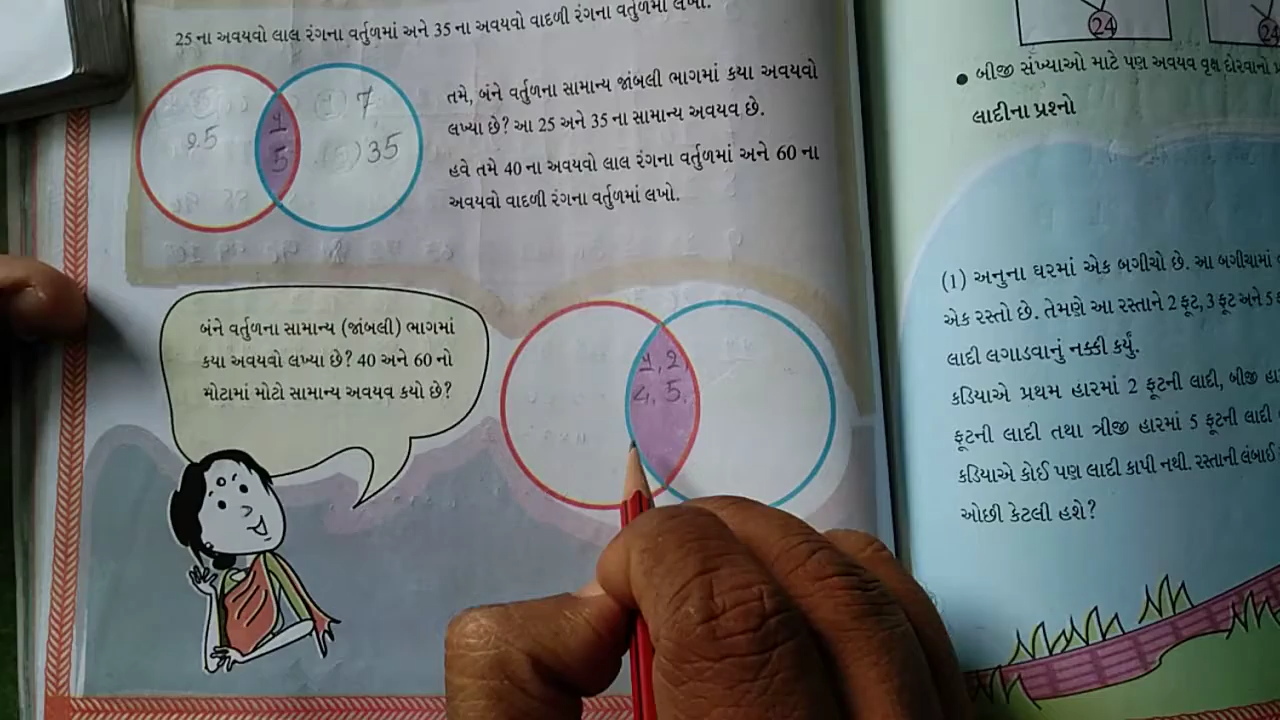 25 ના અવયવો લાલ રંગના વર્તુળમાં અને 35 ના અવયવો વાદળી રંગના વર્તુળમાં લખો.
25
1
5
7
35
તમે, બંને વર્તુળના સામાન્ય જાંબલી ભાગમાં કયા અવયવો
લખ્યા છે? આ 25 અને 35 ના સામાન્ય અવયવ છે.
હવે તમે 40 ના અવયવો લાલ રંગના વર્તુળમાં અને 60 ના
અવયવો વાદળી રંગના વર્તુળમાં લખો.
બંને વર્તુળના સામાન્ય (જાંબલી) ભાગમાં
કયા અવયવો લખ્યા છે? 40 અને 60 નો
મોટામાં મોટો સામાન્ય અવયવ કયો છે?
1, 2,
4, 5,
24
24
બીજી સંખ્યાઓ માટે પણ અવયવ વૃક્ષ દોરવાનો
લાદીના પ્રશ્નો
(1) અનુના ઘરમાં એક બગીચો છે. આ બગીચામાં
એક રસ્તો છે. તેમણે આ રસ્તાને 2 ફૂટ, 3 ફૂટ અને 5
લાદી લગાડવાનું નક્કી કર્યું.
કડિયાએ પ્રથમ હારમાં 2 ફૂટની લાદી, બીજી
ફૂટની લાદી તથા ત્રીજી હારમાં 5 ફૂટની લાદી
કડિયાએ કોઈ પણ લાદી કાપી નથી. રસ્તાની લંબાઈ
ઓછી કેટલી હશે?